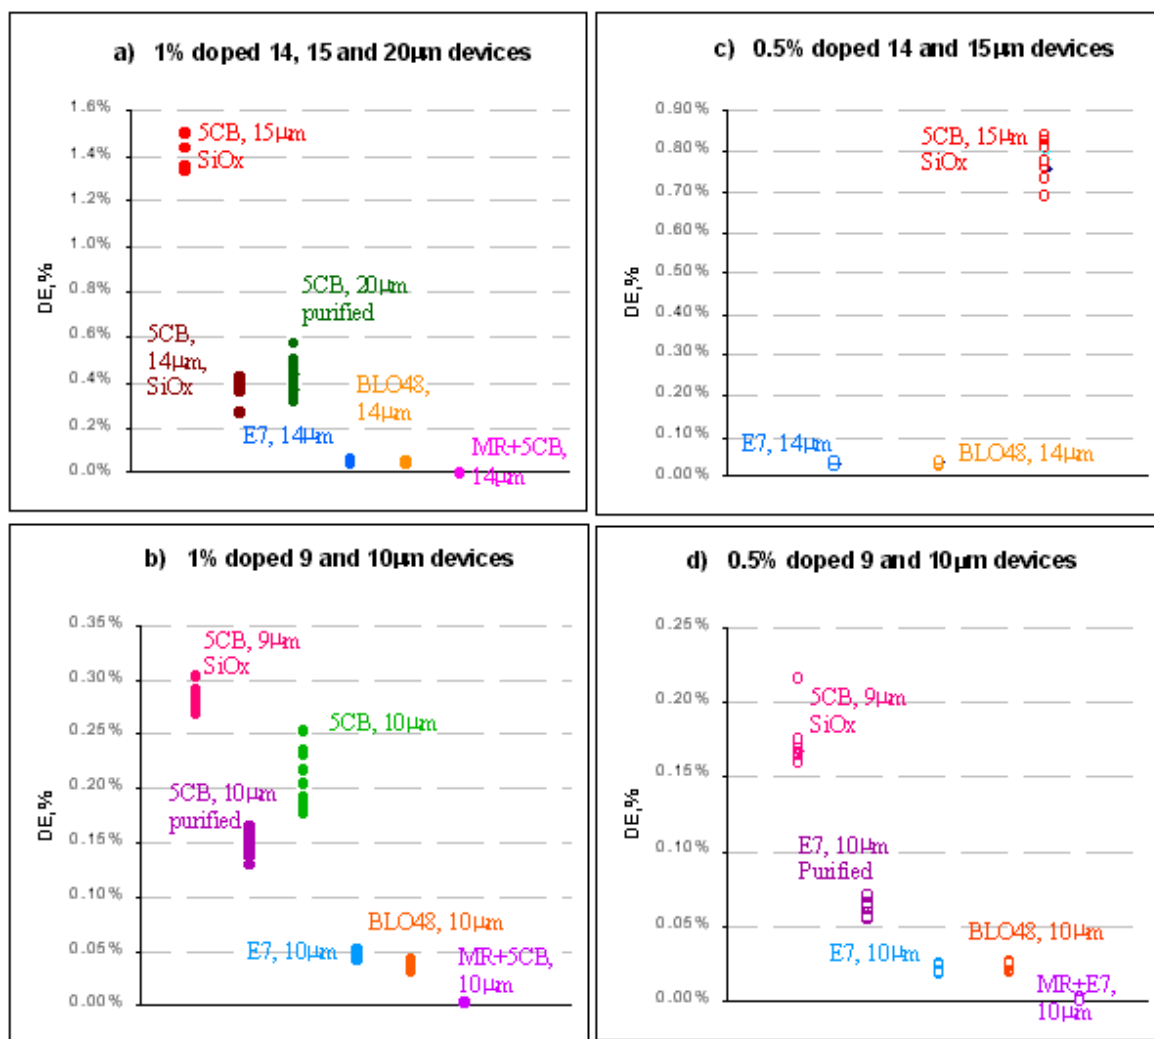 a) 1% doped 14, 15 and 20µm devices
1.6%
1.4%
1.2%
1.0%
0.8%
0.6%
0.4%
0.2%
0.0%
DE,%
5CB, 15µm
SiOx
5CB,
14µm,
SiOx
5CB, 20µm
purified
E7, 14µm
BLO48,
14µm
MR+5CB,
14µm
c) 0.5% doped 14 and 15µm devices
0.90%
0.80%
0.70%
0.60%
0.50%
0.40%
0.30%
0.20%
0.10%
0.00%
DE,%
5CB, 15µm
SiOx
E7, 14µm
BLO48, 14µm
b) 1% doped 9 and 10µm devices
0.35%
0.30%
0.25%
0.20%
0.15%
0.10%
0.05%
0.00%
DE,%
5CB, 9µm
SiOx
5CB, 10µm
purified
5CB, 10µm
E7, 10µm
BLO48, 10µm
MR+5CB,
10µm
d) 0.5% doped 9 and 10µm devices
0.25%
0.20%
0.15%
0.10%
0.05%
0.00%
DE,%
5CB, 9µm
SiOx
E7, 10µm
Purified
E7, 10µm
BLO48, 10µm
MR+E7,
10µm